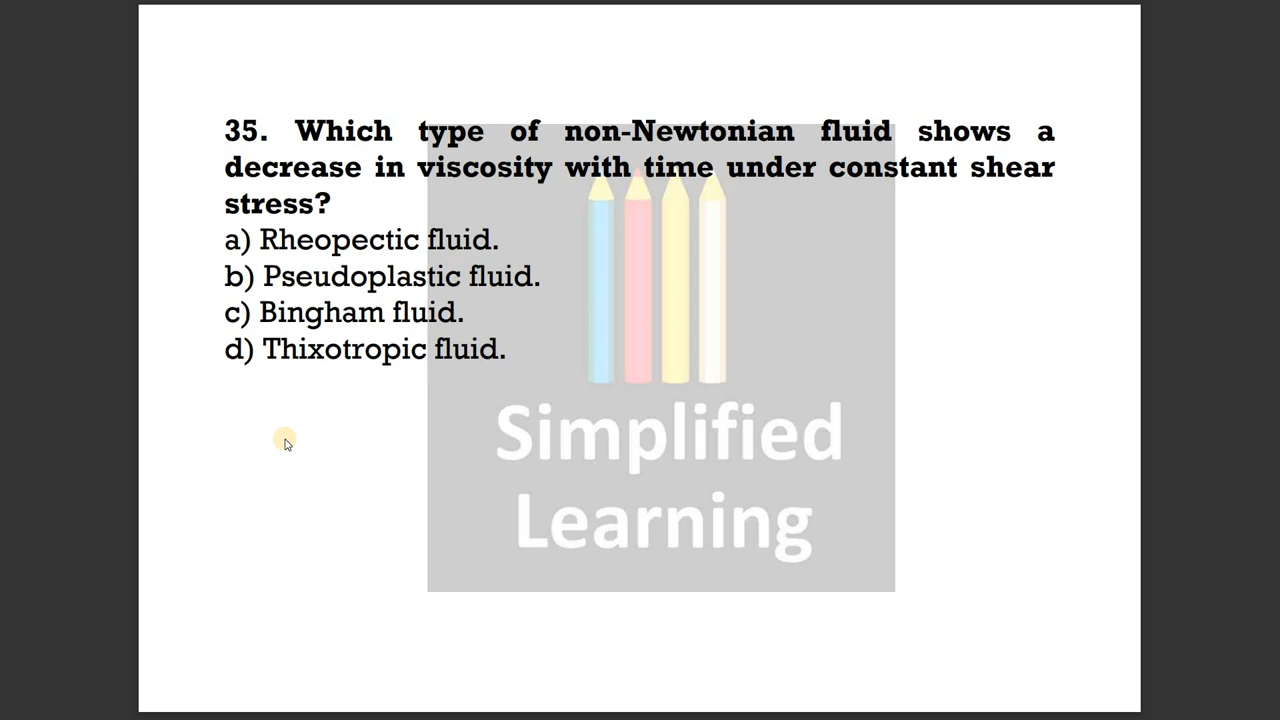 35. Which type of non-Newtonian fluid shows a
decrease in viscosity with time under constant shear
stress?
a) Rheopectic fluid.
b) Pseudoplastic fluid.
c) Bingham fluid.
d) Thixotropic fluid.
Simplified
Learning